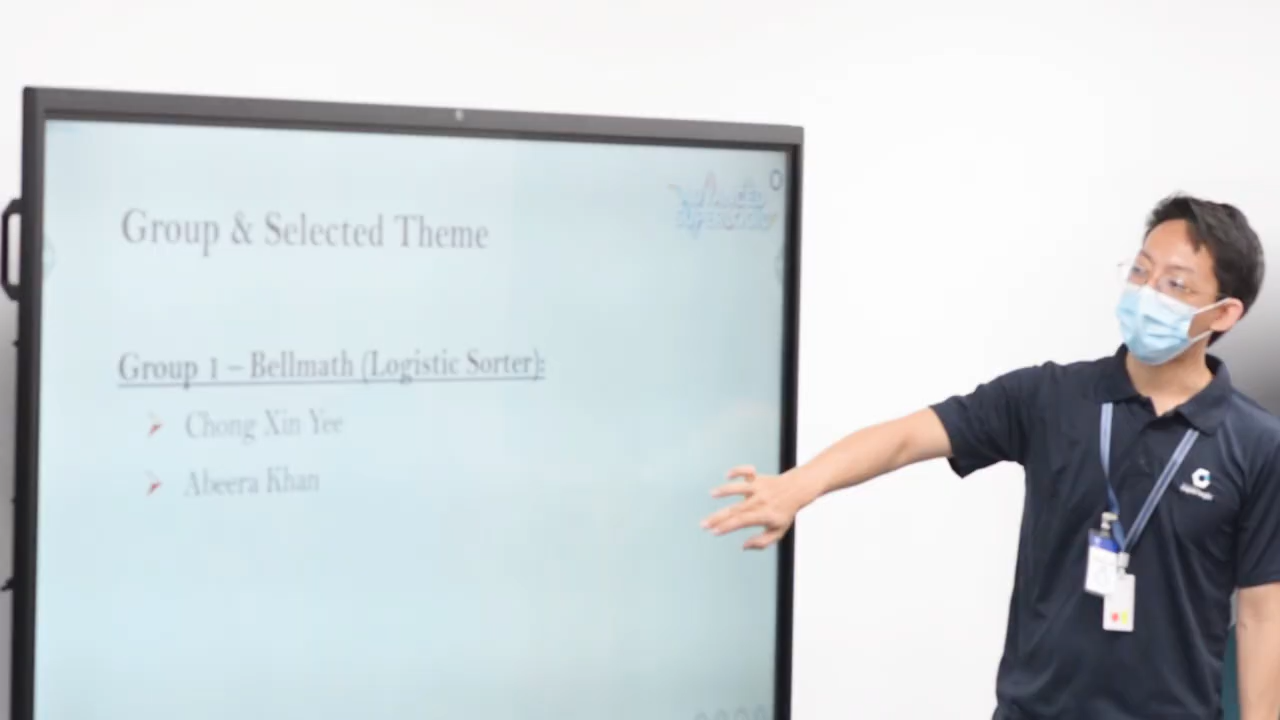 Group & Selected Theme
Group 1 – Bellmath (Logistic Sorter):
Chong Xin Yee
Abeera Khan